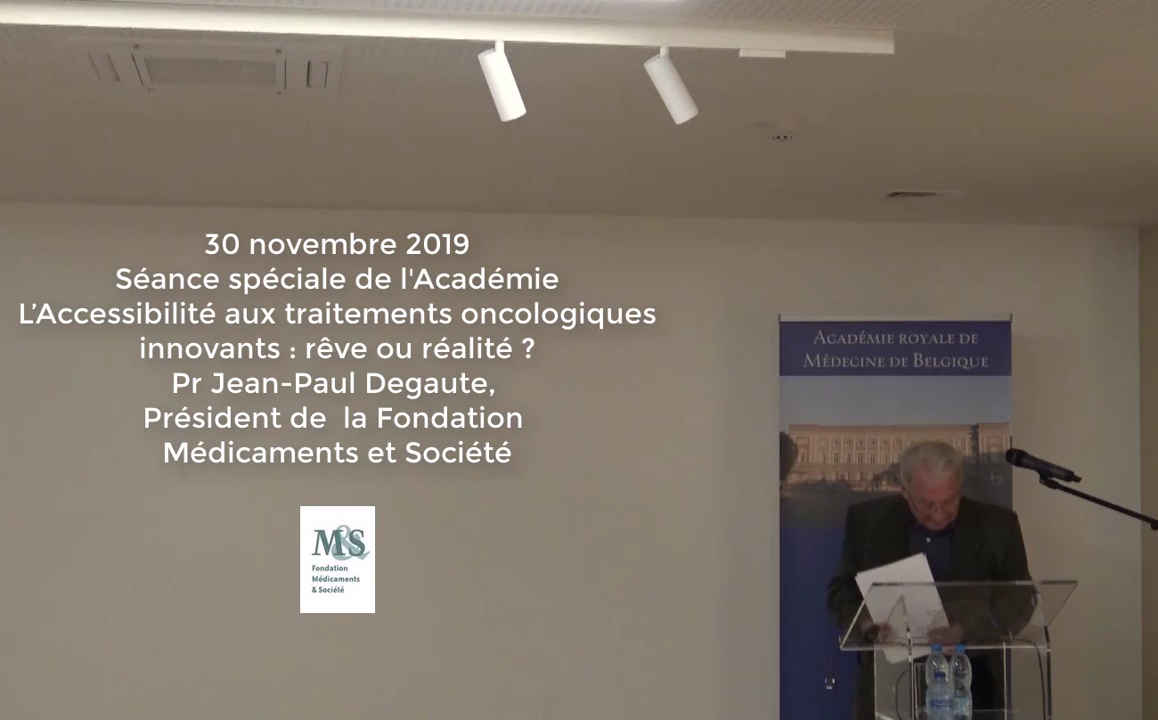 30 novembre 2019
Séance spéciale de l'Académie
L’Accessibilité aux traitements oncologiques
innovants : rêve ou réalité ?
Pr Jean-Paul Degaute,
Président de  la Fondation
Médicaments et Société
M&S
Fondation
Médicaments
& Société
Académie royale de
Médecine de Belgique